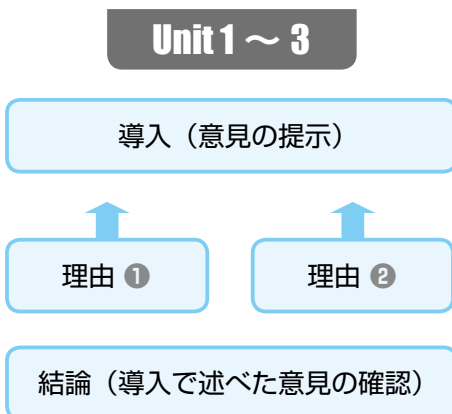 Unit 1 ～ 3
導入（意見の提示）
理由 ❶
理由 ❷
結論（導入で述べた意見の確認）